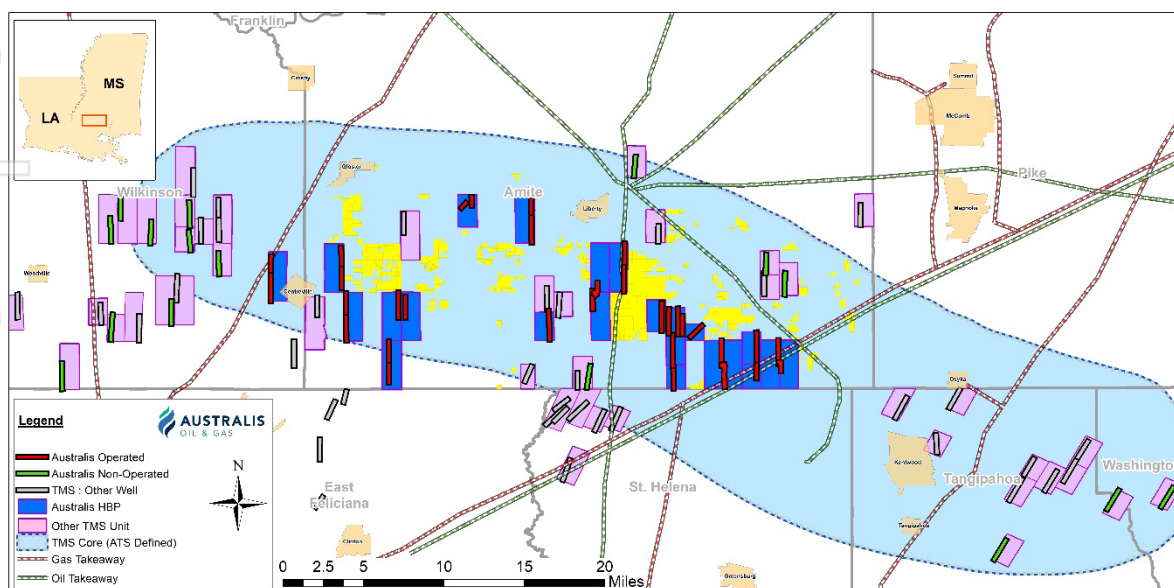 Franklin
MS
LA
Crosby
Summit
McComb
Gloster
Wilkinson
Amite
Pike
Liberty
Magnolia
Woodville
Centreville
Osyka
Legend
AUSTRALIS
OIL & GAS
Australis Operated
Australis Non-Operated
TMS : Other Well
Australis HBP
Other TMS Unit
TMS Core (ATS Defined)
Gas Takeaway
Oil Takeaway
N
East
Feliciana
St. Helena
Kentwood
Tangipahoa
Washington
Tangipahoa
Clinton
Greensburg
0 2.5 5 10 15 20
Miles